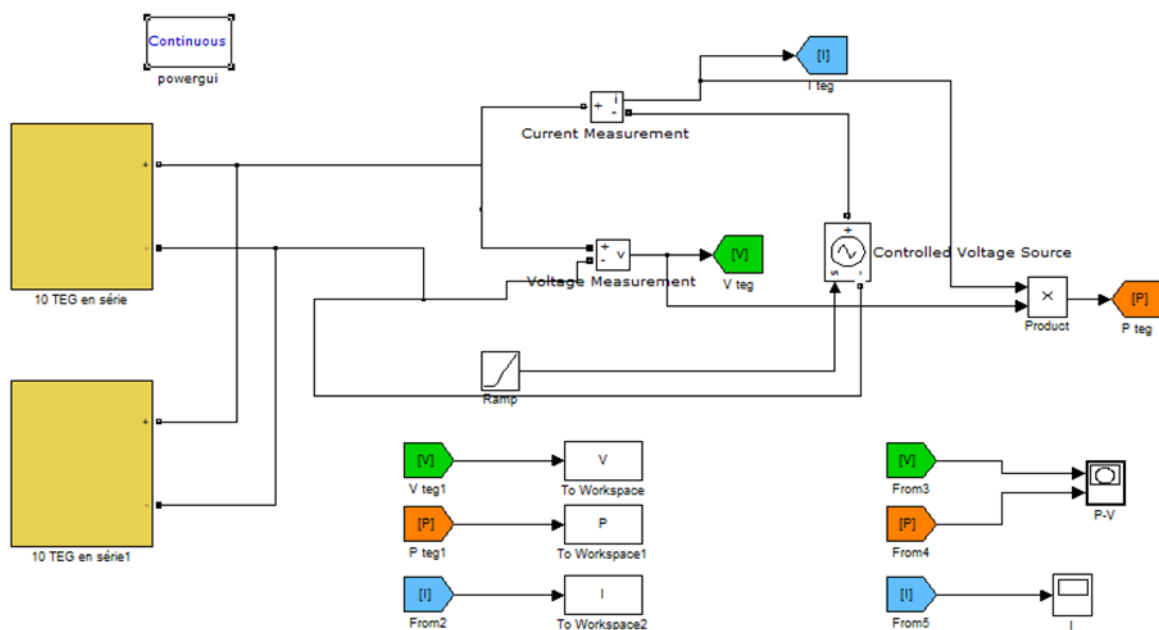 Continuous
powergui
[I]
I teg
+
i
-
Current Measurement
+
-
10 TEG en série
+
-
v
Voltage Measurement
[V]
V teg
+
s
-
Controlled Voltage Source
×
Product
[P]
P teg
Ramp
+
-
10 TEG en série1
[V]
V teg1
V
To Workspace
[P]
P teg1
P
To Workspace1
[I]
From2
I
To Workspace2
[V]
From3
[P]
From4
P-V
[I]
From5
I